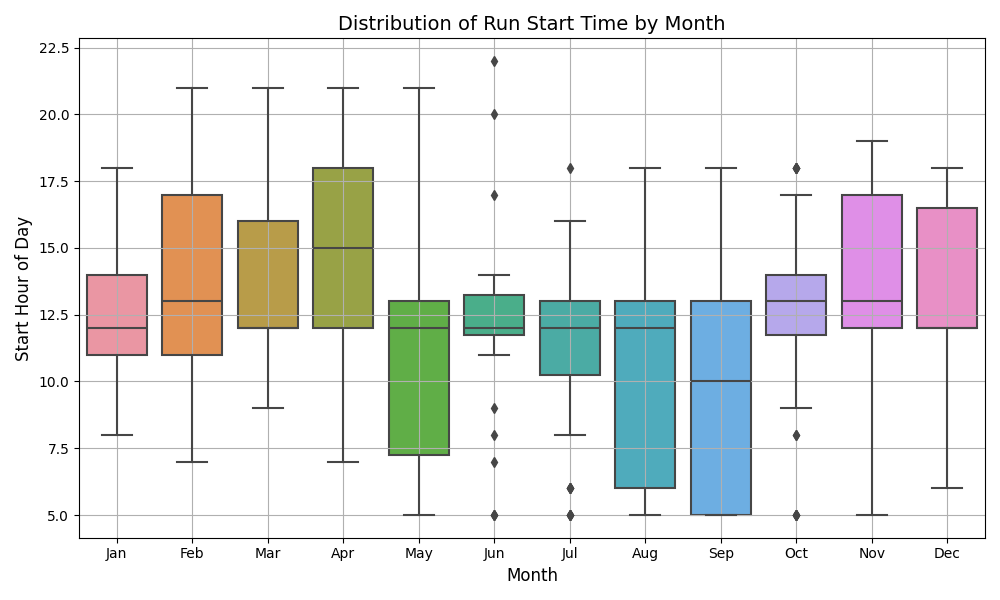 Distribution of Run Start Time by Month
Start Hour of Day
22.5
20.0
17.5
15.0
12.5
10.0
7.5
5.0
Jan Feb Mar Apr May Jun Jul Aug Sep Oct Nov Dec
Month